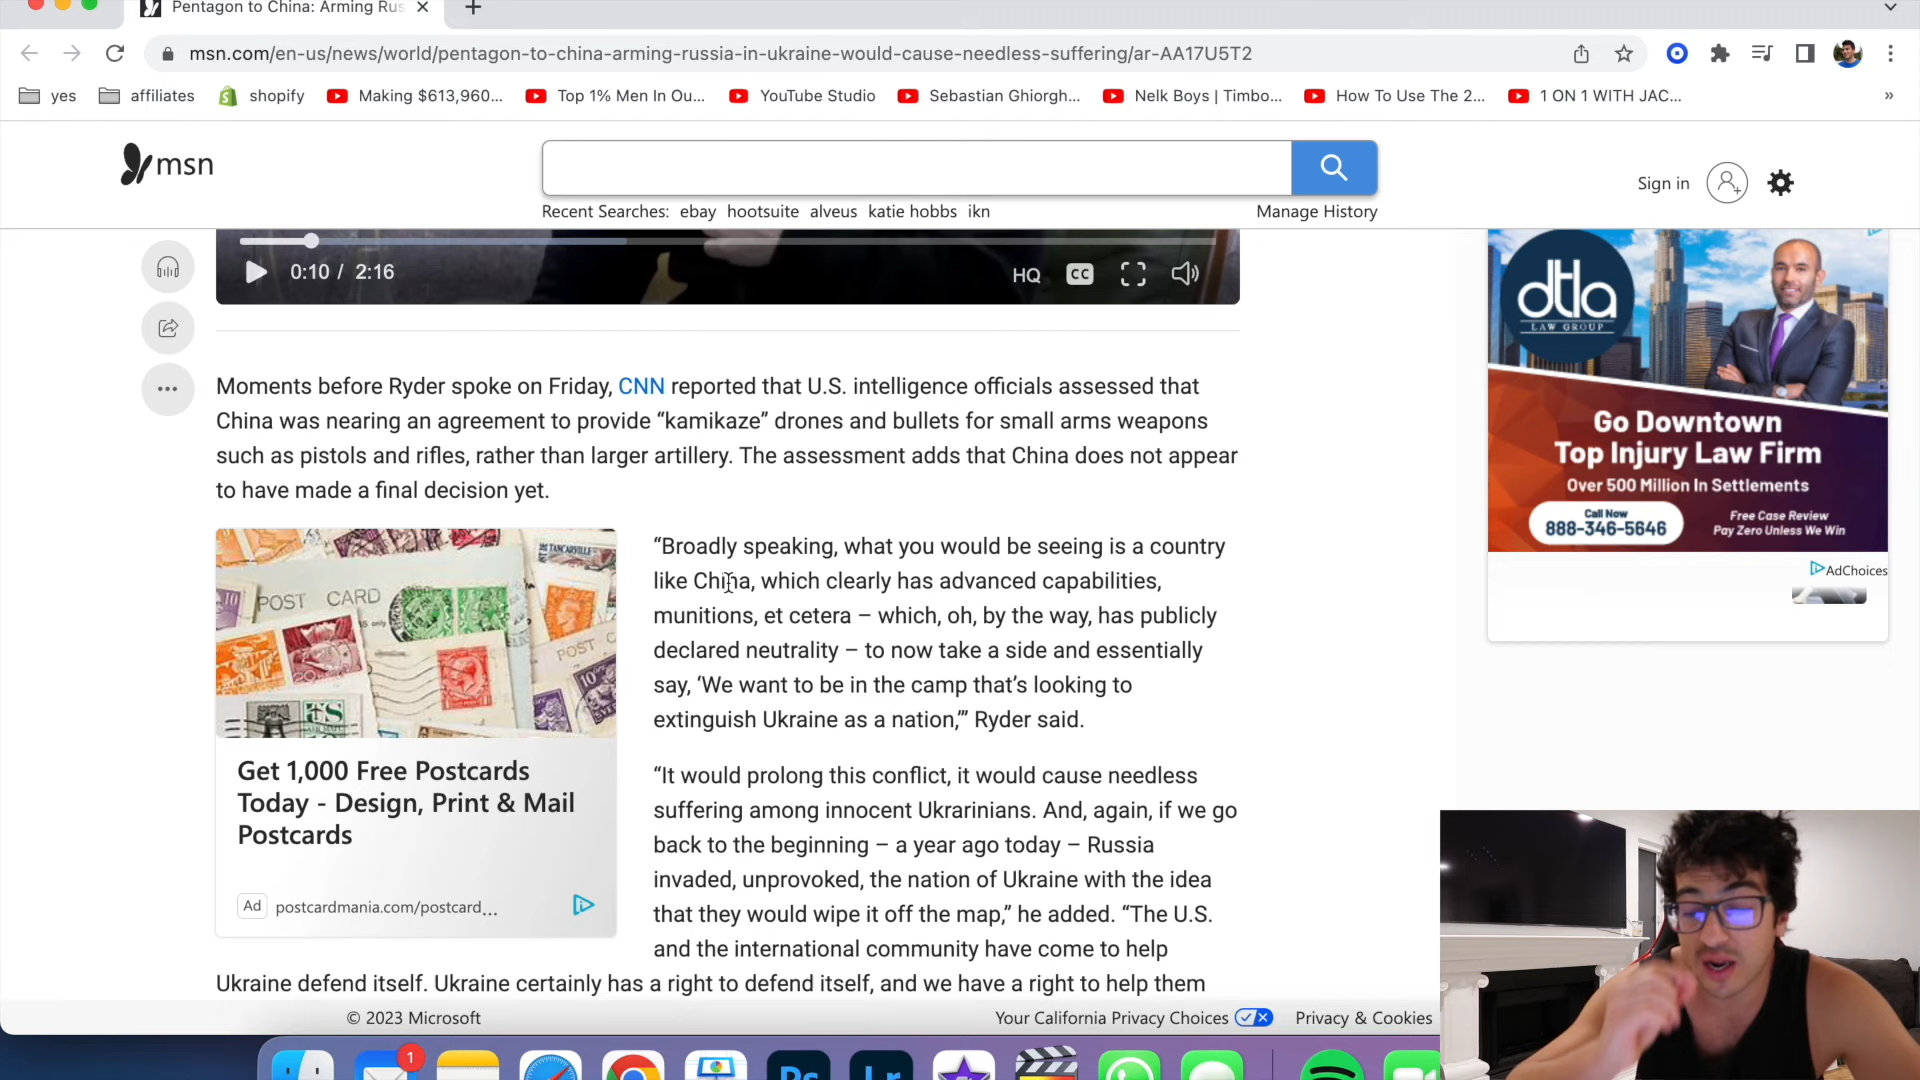 Pentagon to China: Arming Rus
msn.com/en-us/news/world/pentagon-to-china-arming-russia-in-ukraine-would-cause-needless-suffering/ar-AA17U5T2
yes affiliates shopify Making $613,960... Top 1% Men In Ou... YouTube Studio Sebastian Ghiorgh... Nelk Boys | Timbo... How To Use The 2... 1 ON 1 WITH JAC... »
msn
Sign in
Recent Searches: ebay hootsuite alveus katie hobbs ikn Manage History
0:10 / 2:16 HQ CC
Moments before Ryder spoke on Friday, CNN reported that U.S. intelligence officials assessed that
China was nearing an agreement to provide “kamikaze” drones and bullets for small arms weapons
such as pistols and rifles, rather than larger artillery. The assessment adds that China does not appear
to have made a final decision yet.
“Broadly speaking, what you would be seeing is a country
like China, which clearly has advanced capabilities,
munitions, et cetera – which, oh, by the way, has publicly
declared neutrality – to now take a side and essentially
say, ‘We want to be in the camp that’s looking to
extinguish Ukraine as a nation,’” Ryder said.
“It would prolong this conflict, it would cause needless
suffering among innocent Ukrarinians. And, again, if we go
back to the beginning – a year ago today – Russia
invaded, unprovoked, the nation of Ukraine with the idea
that they would wipe it off the map,” he added. “The U.S.
and the international community have come to help
Ukraine defend itself. Ukraine certainly has a right to defend itself, and we have a right to help them
POST CARD
TANCARVILLE
POST
Get 1,000 Free Postcards
Today - Design, Print & Mail
Postcards
Ad postcardmania.com/postcard...
dtla
LAW GROUP
Go Downtown
Top Injury Law Firm
Over 500 Million In Settlements
Call Now
888-346-5646
Free Case Review
Pay Zero Unless We Win
AdChoices
© 2023 Microsoft Your California Privacy Choices Privacy & Cookies
1
Ps Lr